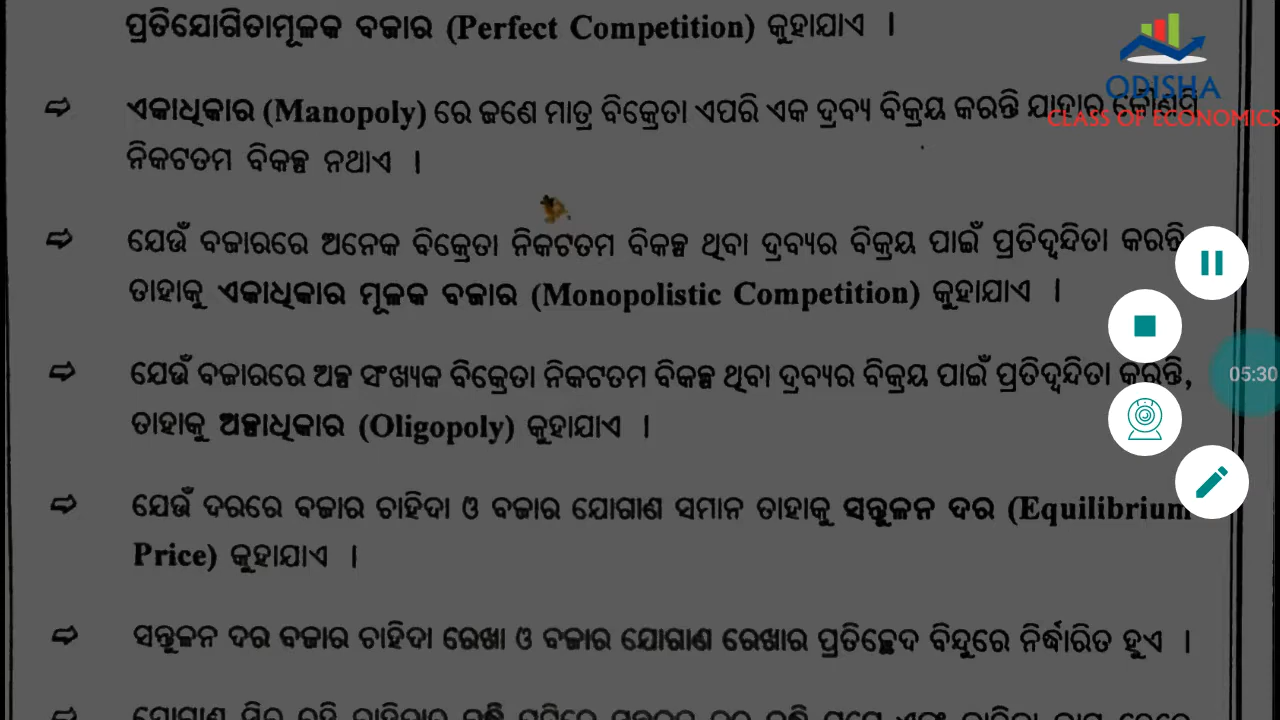 ପ୍ରତିଯୋଗିତାମୂଳକ ବଜାର (Perfect Competition) କୁହାଯାଏ ।
ODISHA
CLASS OF ECONOMICS
⇨ ଏକାଧିକାର (Manopoly) ରେ ଜଣେ ମାତ୍ର ବିକ୍ରେତା ଏପରି ଏକ ଦ୍ରବ୍ୟ ବିକ୍ରୟ କରନ୍ତି ଯାହାର କୌଣସି
ନିକଟତମ ବିକଳ୍ପ ନଥାଏ ।
⇨ ଯେଉଁ ବଜାରରେ ଅନେକ ବିକ୍ରେତା ନିକଟତମ ବିକଳ୍ପ ଥିବା ଦ୍ରବ୍ୟର ବିକ୍ରୟ ପାଇଁ ପ୍ରତିଦ୍ୱନ୍ଦିତା କରନ୍ତି
ତାହାକୁ ଏକାଧିକାର ମୂଳକ ବଜାର (Monopolistic Competition) କୁହାଯାଏ ।
⇨ ଯେଉଁ ବଜାରରେ ଅଳ୍ପ ସଂଖ୍ୟକ ବିକ୍ରେତା ନିକଟତମ ବିକଳ୍ପ ଥିବା ଦ୍ରବ୍ୟର ବିକ୍ରୟ ପାଇଁ ପ୍ରତିଦ୍ୱନ୍ଦିତା କରନ୍ତି,
05:30
ତାହାକୁ ଅଳ୍ପାଧିକାର (Oligopoly) କୁହାଯାଏ ।
⇨ ଯେଉଁ ଦରରେ ବଜାର ଚାହିଦା ଓ ବଜାର ଯୋଗାଣ ସମାନ ତାହାକୁ ସନ୍ତୁଳନ ଦର (Equilibrium
Price) କୁହାଯାଏ ।
⇨ ସନ୍ତୁଳନ ଦର ବଜାର ଚାହିଦା ରେଖା ଓ ବଜାର ଯୋଗାଣ ରେଖାର ପ୍ରତିଛେଦ ବିନ୍ଦୁରେ ନିର୍ଦ୍ଧାରିତ ହୁଏ ।